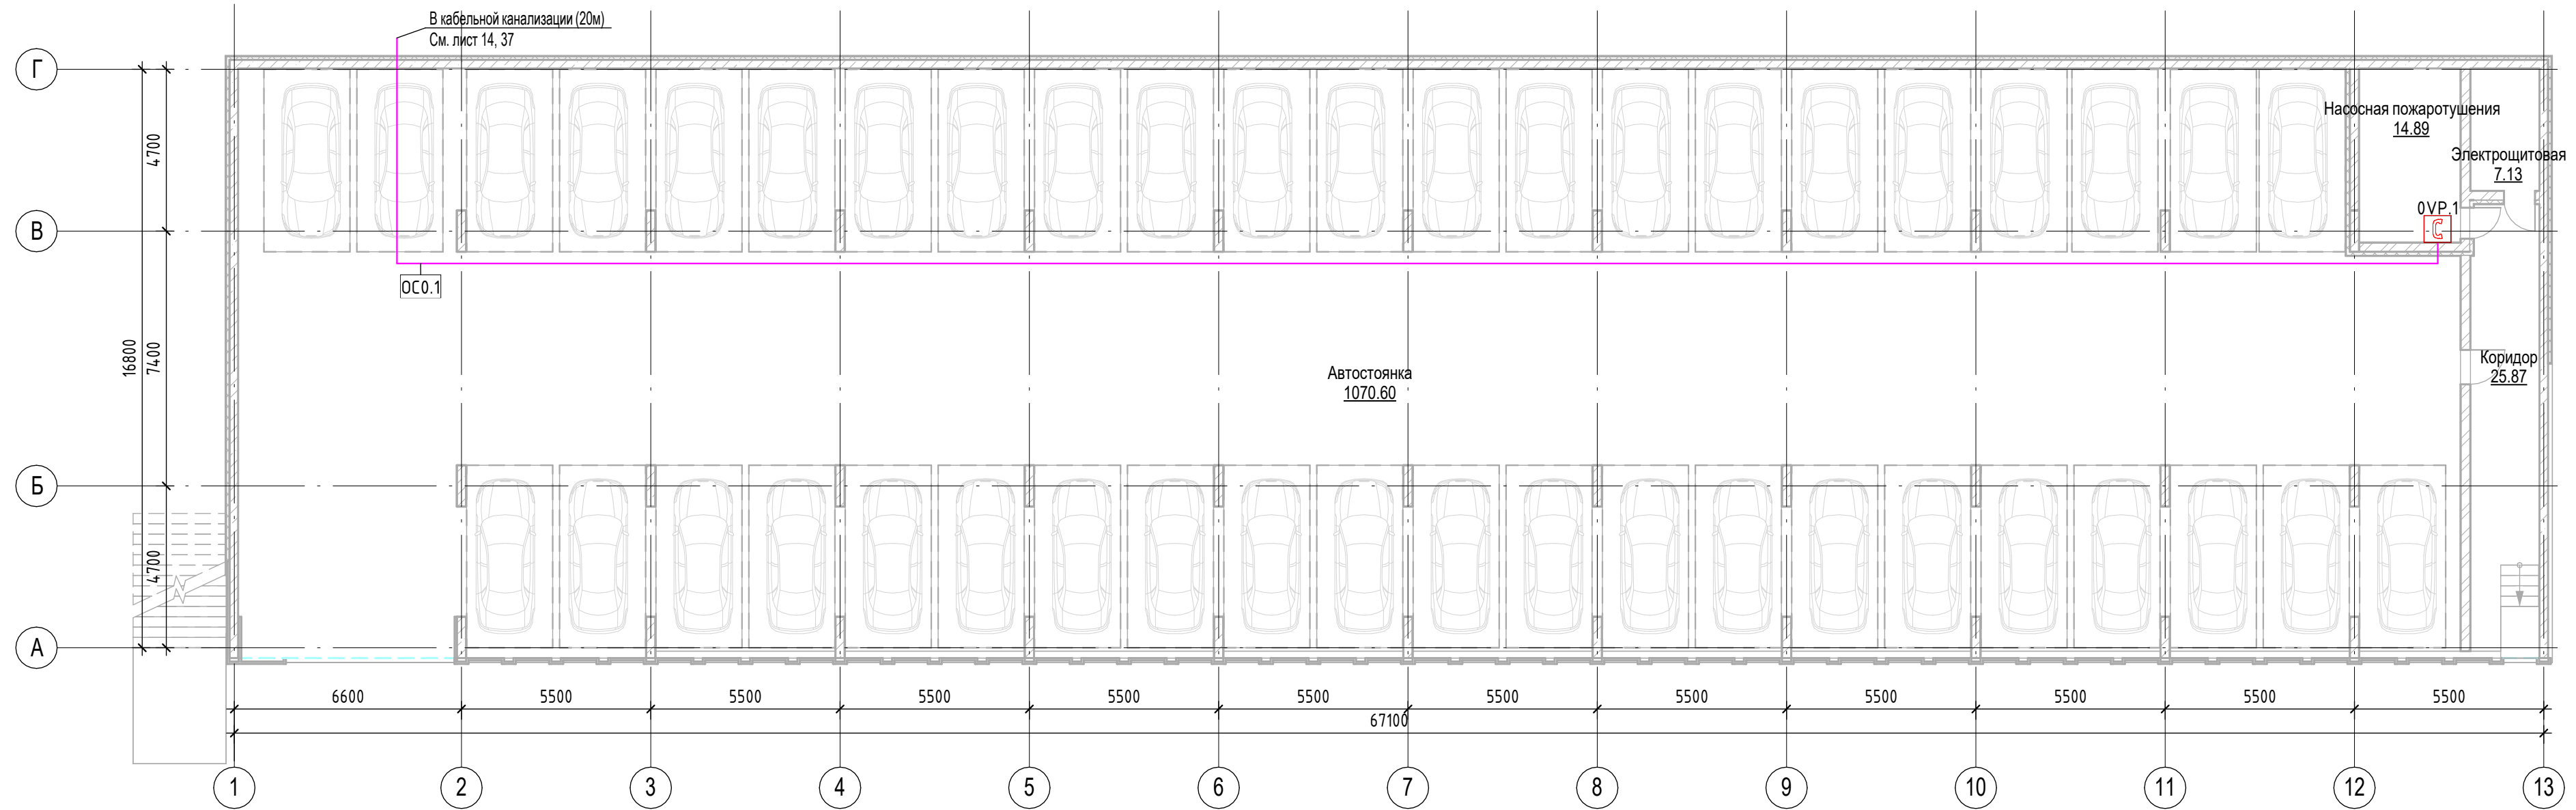 В кабельной канализации (20м)
См. лист 14, 37
Г
В
Б
А
4700
7400
4700
16800
Насосная пожаротушения
14.89
Электрощитовая
7.13
0VP.1
ОС0.1
Автостоянка
1070.60
Коридор
25.87
6600
5500
5500
5500
5500
5500
5500
5500
5500
5500
5500
5500
67100
1
2
3
4
5
6
7
8
9
10
11
12
13